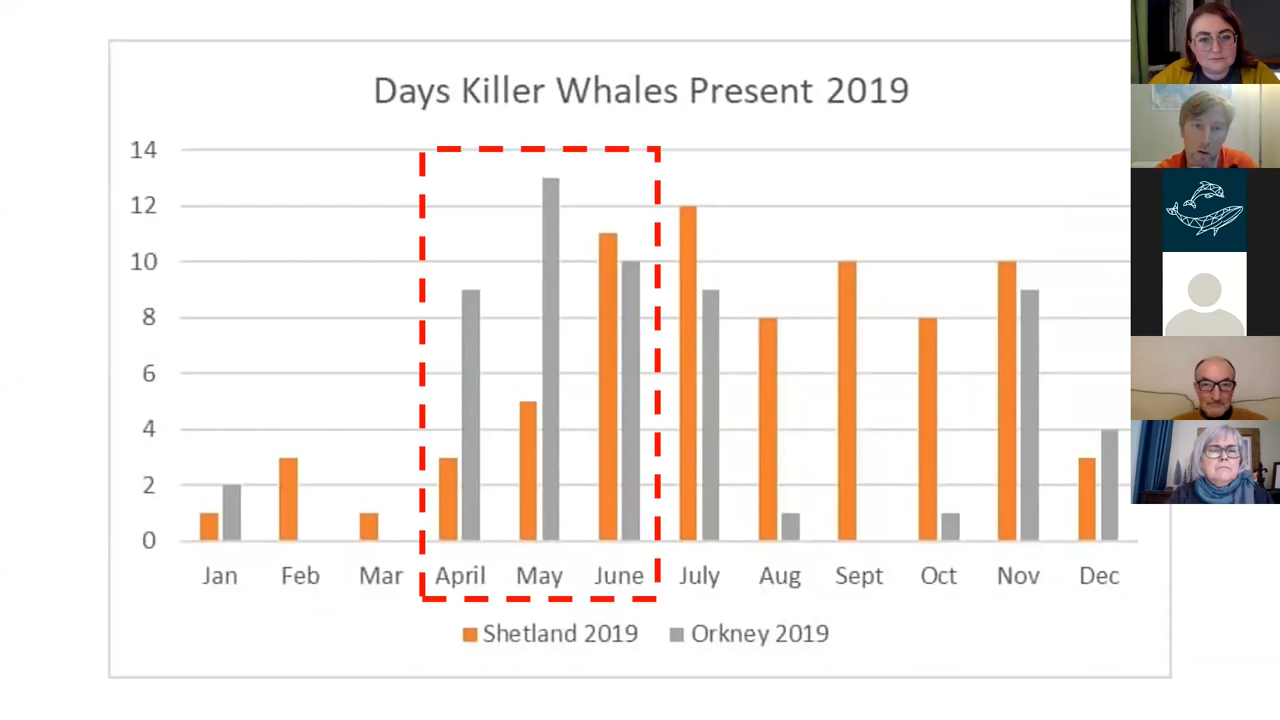 Days Killer Whales Present 2019
14
12
10
8
6
4
2
0
Jan Feb Mar April May June July Aug Sept Oct Nov Dec
Shetland 2019 Orkney 2019